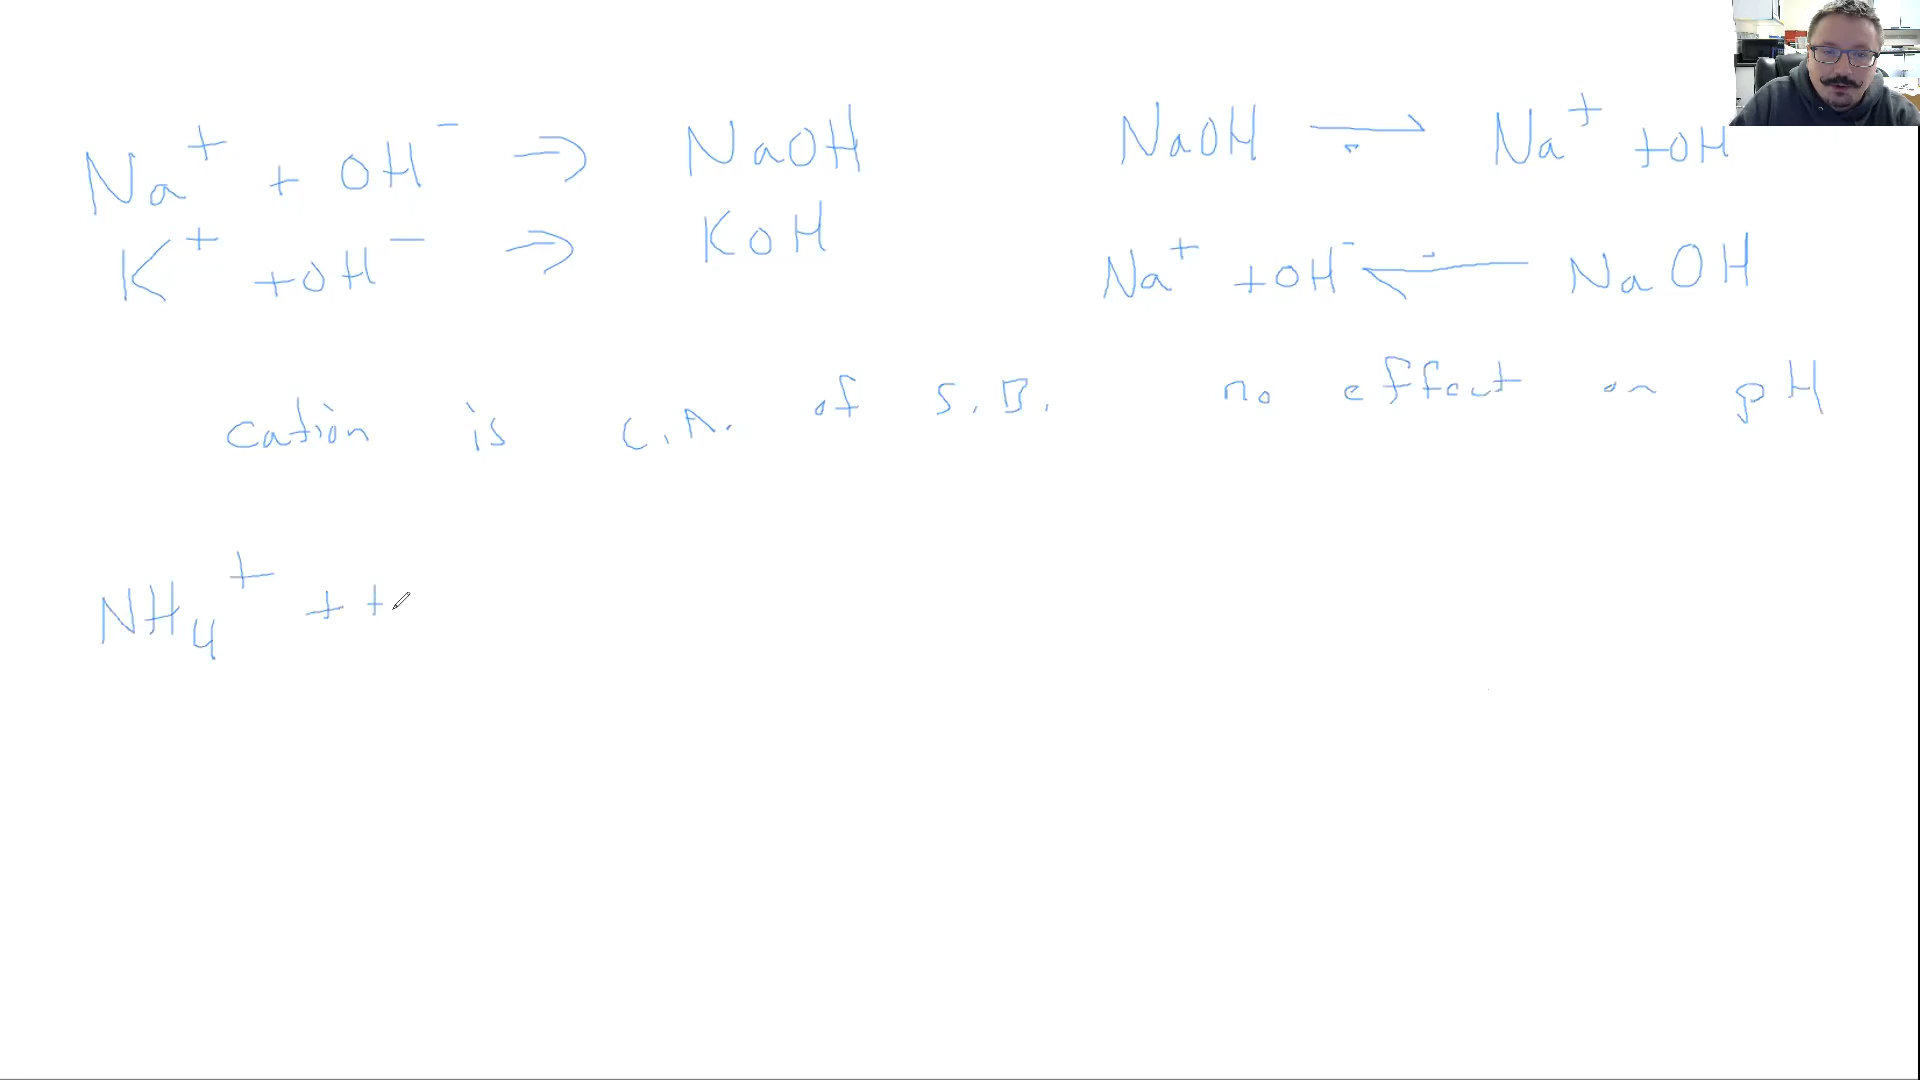 Na⁺ + OH⁻ → NaOH
K⁺ + OH⁻ → KOH
NaOH ⇌ Na⁺ + OH
Na⁺ + OH⁻ ↽ NaOH
cation is C.A. of S.B. no effect on pH
NH₄⁺ +